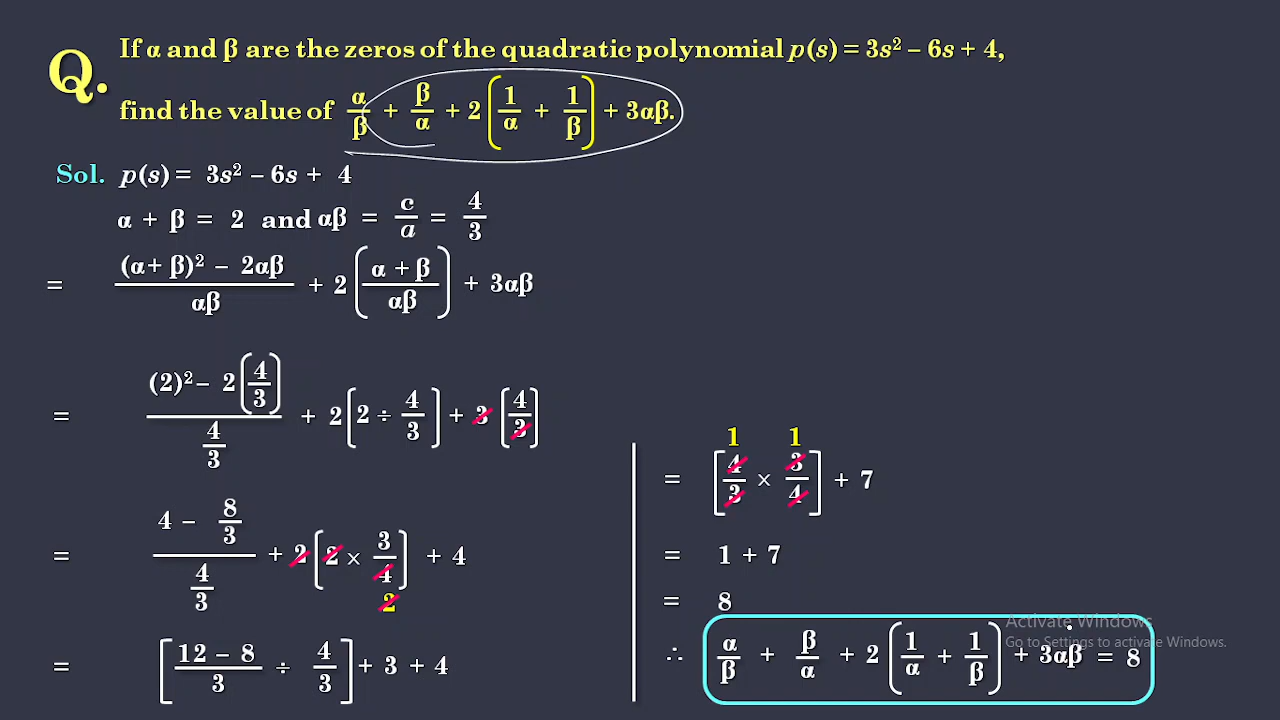 Q. If α and β are the zeros of the quadratic polynomial p(s) = 3s² – 6s + 4,
find the value of α/β + β/α + 2[1/α + 1/β] + 3αβ.
Sol. p(s) = 3s² – 6s + 4
α + β = 2 and αβ = c/a = 4/3
= ((α+ β)² – 2αβ)/αβ + 2[(α + β)/αβ] + 3αβ
= ((2)² – 2[4/3])/(4/3) + 2[2 ÷ 4/3] + 3[4/3]
= (4 – 8/3)/(4/3) + 2[2 × 3/4] + 4
2
= [(12 – 8)/3 ÷ 4/3] + 3 + 4
1 1
= [4/3 × 3/4] + 7
= 1 + 7
= 8
∴ α/β + β/α + 2[1/α + 1/β] + 3αβ = 8
Activate Windows
Go to Settings to activate Windows.